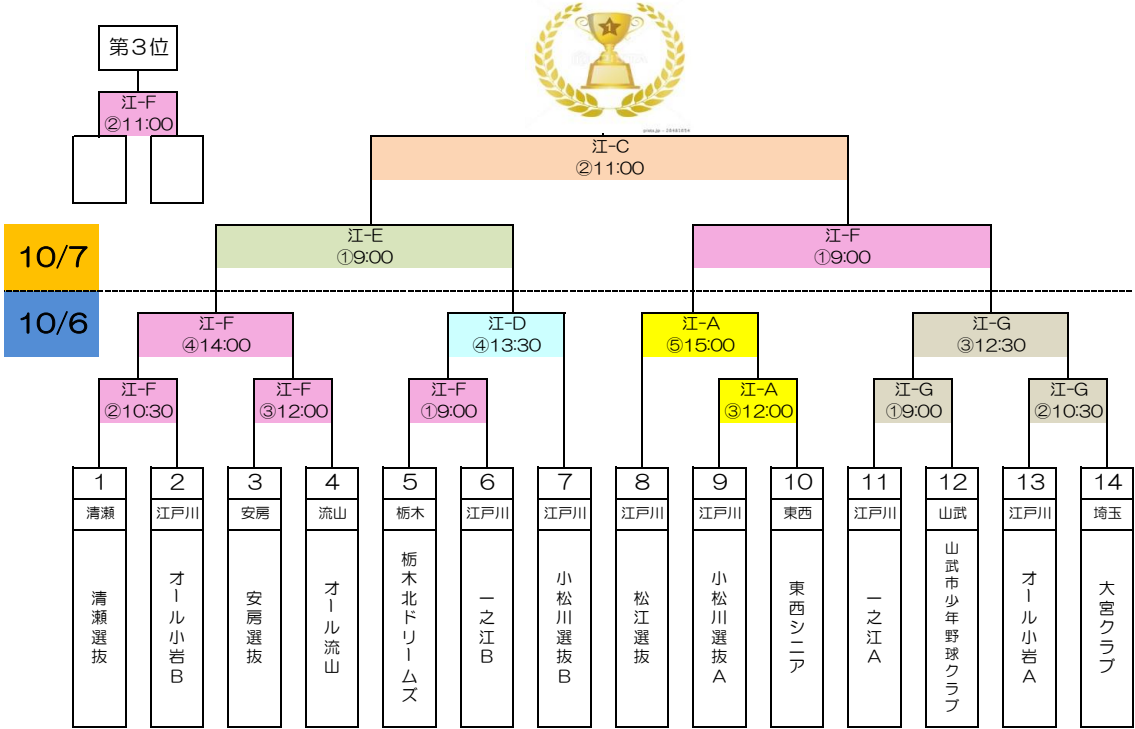 第3位
江-F
②11:00
1
pixta.jp - 38481654
江-C
②11:00
江-E
①9:00
江-F
①9:00
10/7
10/6
江-F
④14:00
江-D
④13:30
江-A
⑤15:00
江-G
③12:30
江-F
②10:30
江-F
③12:00
江-F
①9:00
江-A
③12:00
江-G
①9:00
江-G
②10:30
1
2
3
4
5
6
7
8
9
10
11
12
13
14
清瀬
江戸川
安房
流山
栃木
江戸川
江戸川
江戸川
江戸川
東西
江戸川
山武
江戸川
埼玉
清瀬選抜
オール小岩B
安房選抜
オール流山
栃木北ドリームズ
一之江B
小松川選抜B
松江選抜
小松川選抜A
東西シニア
一之江A
山武市少年野球クラブ
オール小岩A
大宮クラブ